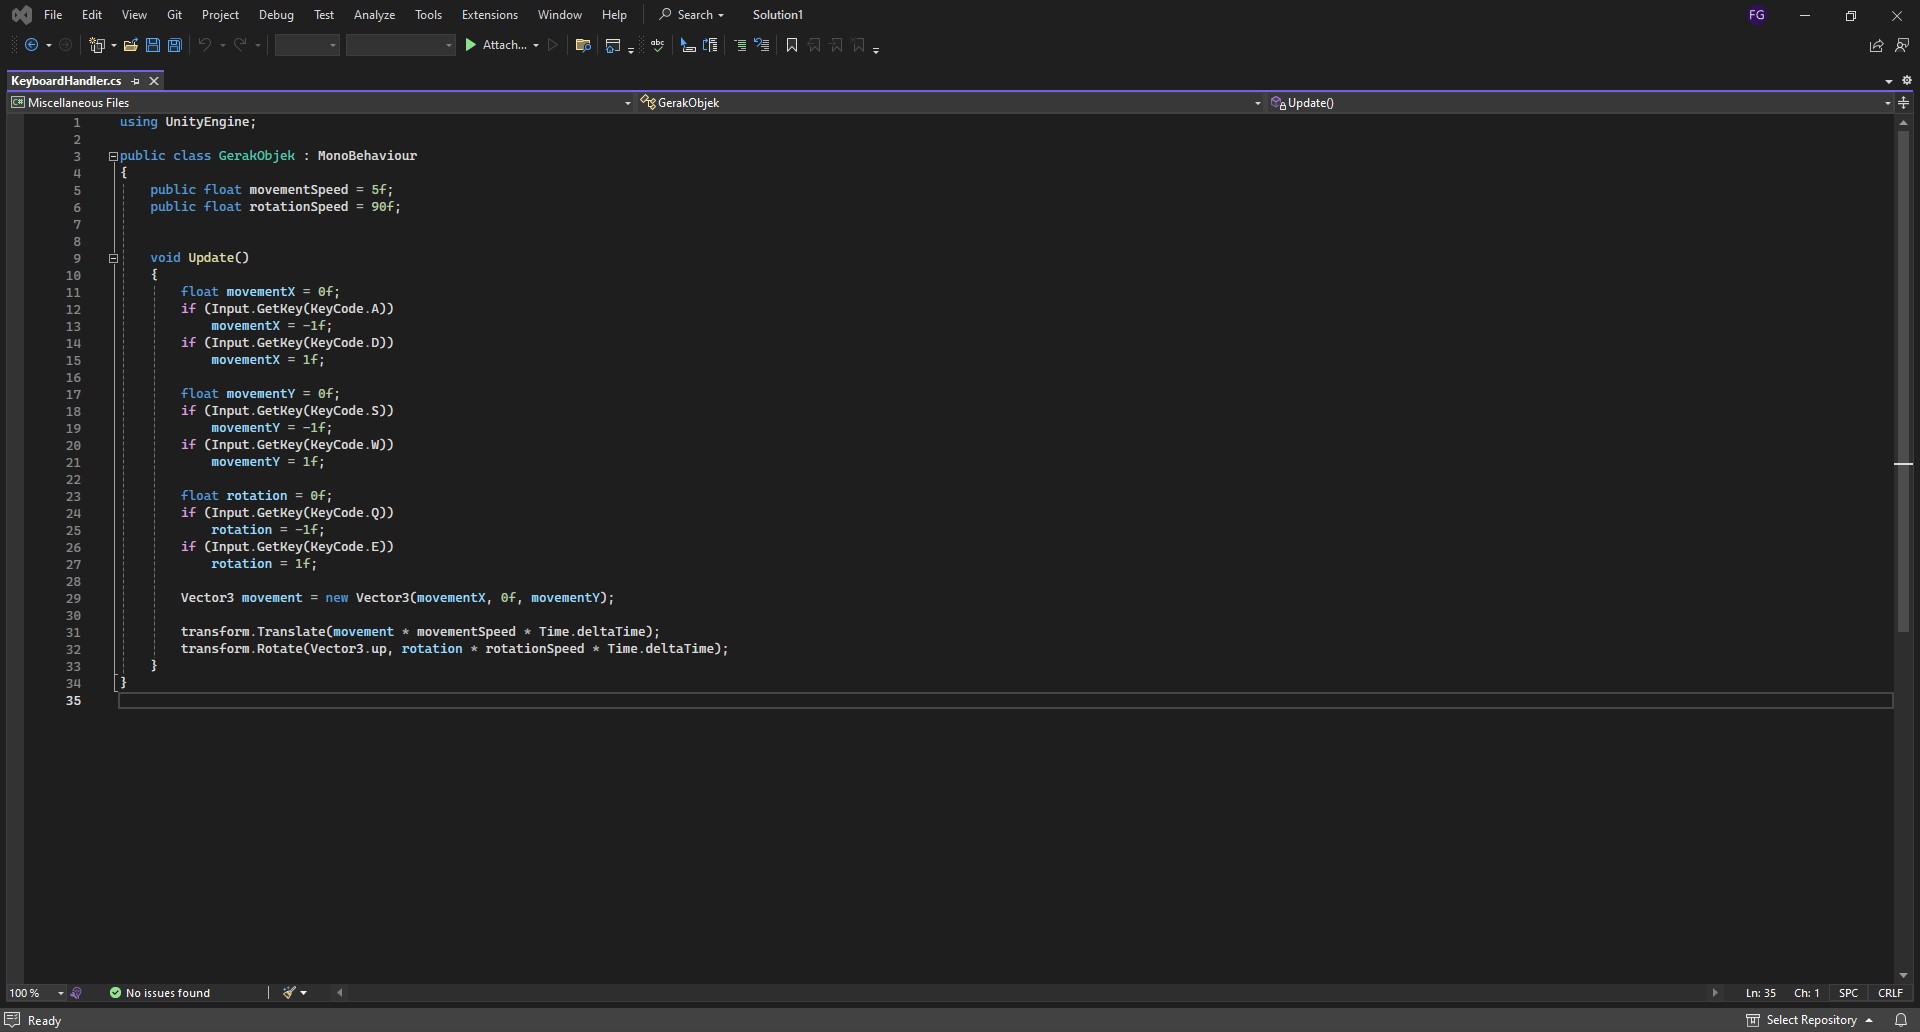 File Edit View Git Project Debug Test Analyze Tools Extensions Window Help Search Solution1 FG
Attach...
abc
KeyboardHandler.cs
C# Miscellaneous Files GerakObjek Update()
1 using UnityEngine;
2
3 public class GerakObjek : MonoBehaviour
4 {
5 public float movementSpeed = 5f;
6 public float rotationSpeed = 90f;
7
8
9 void Update()
10 {
11 float movementX = 0f;
12 if (Input.GetKey(KeyCode.A))
13 movementX = -1f;
14 if (Input.GetKey(KeyCode.D))
15 movementX = 1f;
16
17 float movementY = 0f;
18 if (Input.GetKey(KeyCode.S))
19 movementY = -1f;
20 if (Input.GetKey(KeyCode.W))
21 movementY = 1f;
22
23 float rotation = 0f;
24 if (Input.GetKey(KeyCode.Q))
25 rotation = -1f;
26 if (Input.GetKey(KeyCode.E))
27 rotation = 1f;
28
29 Vector3 movement = new Vector3(movementX, 0f, movementY);
30
31 transform.Translate(movement * movementSpeed * Time.deltaTime);
32 transform.Rotate(Vector3.up, rotation * rotationSpeed * Time.deltaTime);
33 }
34 }
35
100 % No issues found Ln: 35 Ch: 1 SPC CRLF
Ready Select Repository